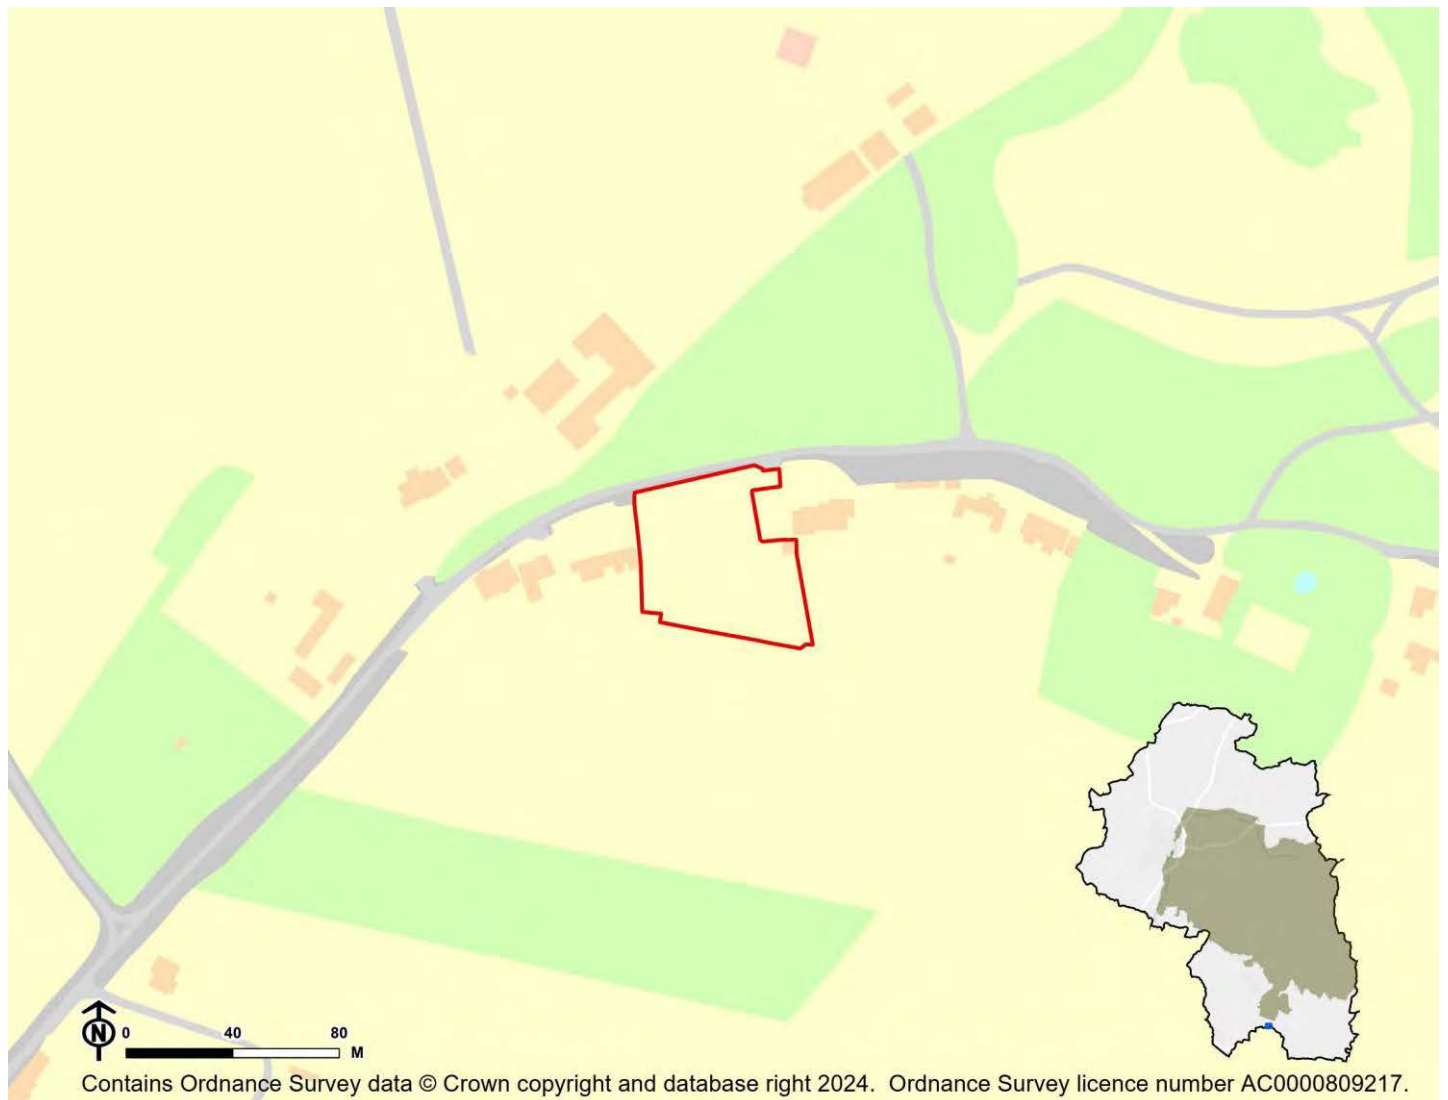 N
0 40 80
M
Contains Ordnance Survey data © Crown copyright and database right 2024. Ordnance Survey licence number AC0000809217.